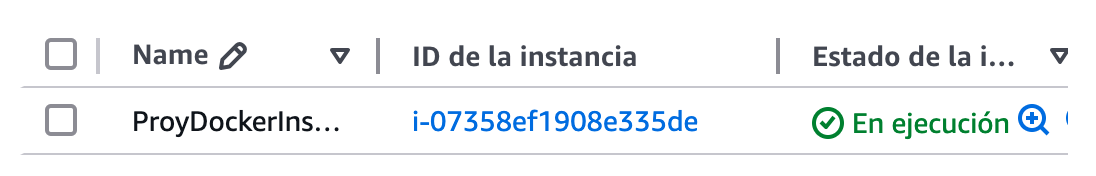 Name ID de la instancia Estado de la i...
ProyDockerIns... i-07358ef1908e335de En ejecución